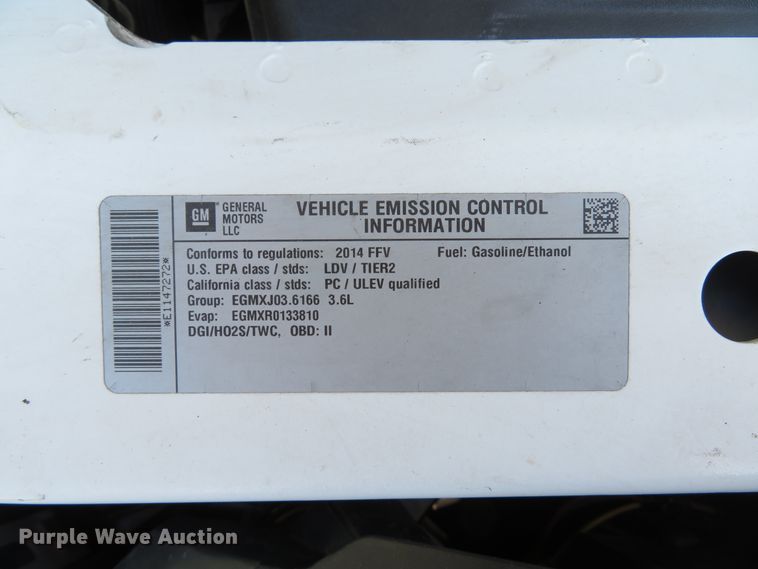 GM
GENERAL
MOTORS
LLC
VEHICLE EMISSION CONTROL
INFORMATION
Conforms to regulations: 2014 FFV Fuel: Gasoline/Ethanol
U.S. EPA class / stds: LDV / TIER2
California class / stds: PC / ULEV qualified
Group: EGMXJ03.6166 3.6L
Evap: EGMXR0133810
DGI/HO2S/TWC, OBD: II
*E1147272*
Purple Wave Auction